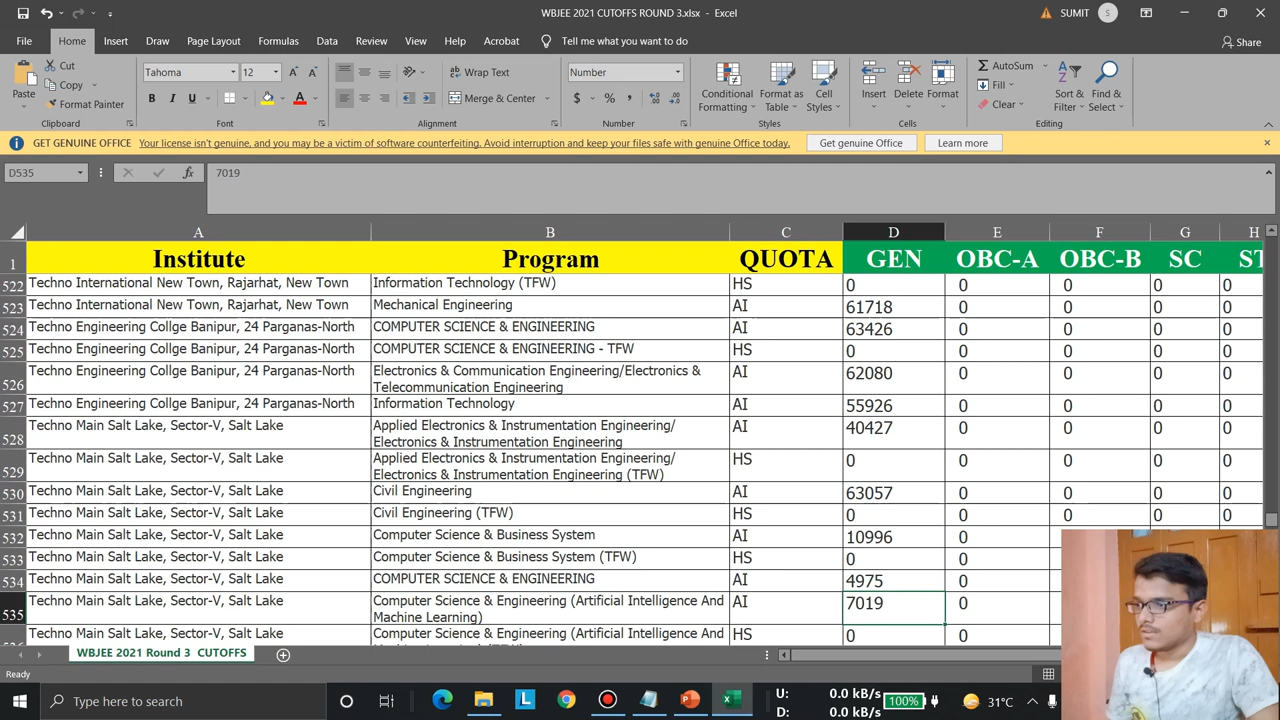 WBJEE 2021 CUTOFFS ROUND 3.xlsx - Excel
SUMIT S
File Home Insert Draw Page Layout Formulas Data Review View Help Acrobat Tell me what you want to do Share
Paste Cut Copy Format Painter
Clipboard
Tahoma 12
B I U A
Font
Wrap Text
Merge & Center
Alignment
Number
$ % ,
Number
Conditional Formatting Format as Table Cell Styles
Styles
Insert Delete Format
Cells
AutoSum Fill Clear
Sort & Filter Find & Select
Editing
GET GENUINE OFFICE Your license isn't genuine, and you may be a victim of software counterfeiting. Avoid interruption and keep your files safe with genuine Office today. Get genuine Office Learn more
D535 fx 7019
A B C D E F G H
1 Institute Program QUOTA GEN OBC-A OBC-B SC ST
522 Techno International New Town, Rajarhat, New Town Information Technology (TFW) HS 0 0 0 0 0
523 Techno International New Town, Rajarhat, New Town Mechanical Engineering AI 61718 0 0 0 0
524 Techno Engineering Collge Banipur, 24 Parganas-North COMPUTER SCIENCE & ENGINEERING AI 63426 0 0 0 0
525 Techno Engineering Collge Banipur, 24 Parganas-North COMPUTER SCIENCE & ENGINEERING - TFW HS 0 0 0 0 0
526 Techno Engineering Collge Banipur, 24 Parganas-North Electronics & Communication Engineering/Electronics & AI 62080 0 0 0 0
Telecommunication Engineering
527 Techno Engineering Collge Banipur, 24 Parganas-North Information Technology AI 55926 0 0 0 0
528 Techno Main Salt Lake, Sector-V, Salt Lake Applied Electronics & Instrumentation Engineering/ AI 40427 0 0 0 0
Electronics & Instrumentation Engineering
529 Techno Main Salt Lake, Sector-V, Salt Lake Applied Electronics & Instrumentation Engineering/ HS 0 0 0 0 0
Electronics & Instrumentation Engineering (TFW)
530 Techno Main Salt Lake, Sector-V, Salt Lake Civil Engineering AI 63057 0 0 0 0
531 Techno Main Salt Lake, Sector-V, Salt Lake Civil Engineering (TFW) HS 0 0 0 0 0
532 Techno Main Salt Lake, Sector-V, Salt Lake Computer Science & Business System AI 10996 0
533 Techno Main Salt Lake, Sector-V, Salt Lake Computer Science & Business System (TFW) HS 0 0
534 Techno Main Salt Lake, Sector-V, Salt Lake COMPUTER SCIENCE & ENGINEERING AI 4975 0
535 Techno Main Salt Lake, Sector-V, Salt Lake Computer Science & Engineering (Artificial Intelligence And AI 7019 0
Machine Learning)
Techno Main Salt Lake, Sector-V, Salt Lake Computer Science & Engineering (Artificial Intelligence And HS 0 0
WBJEE 2021 Round 3 CUTOFFS
Ready
Type here to search
U: 0.0 kB/s
D: 0.0 kB/s
100%
31°C